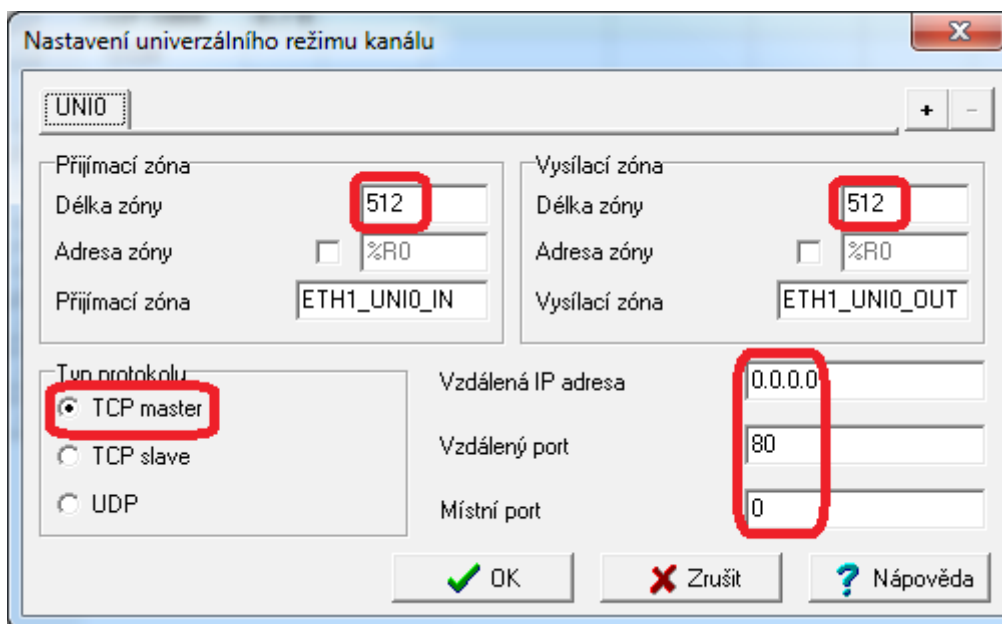 Nastavení univerzálního režimu kanálu
UNI0
+ -
Přijímací zóna
Délka zóny 512
Adresa zóny %R0
Přijímací zóna ETH1_UNI0_IN
Vysílací zóna
Délka zóny 512
Adresa zóny %R0
Vysílací zóna ETH1_UNI0_OUT
Typ protokolu
TCP master
TCP slave
UDP
Vzdálená IP adresa 0.0.0.0
Vzdálený port 80
Místní port 0
OK Zrušit ? Nápověda